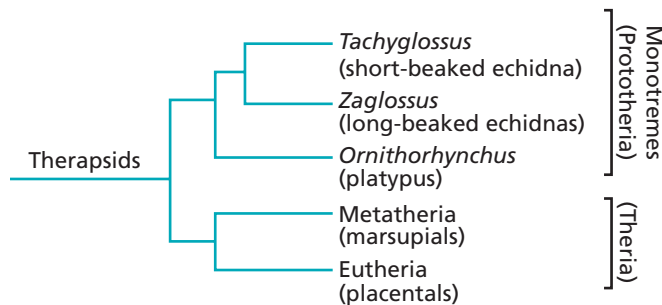 Tachyglossus
(short-beaked echidna)
Zaglossus
(long-beaked echidnas)
Therapsids
Ornithorhynchus
(platypus)
Monotremes
(Prototheria)
Metatheria
(marsupials)
Eutheria
(placentals)
(Theria)